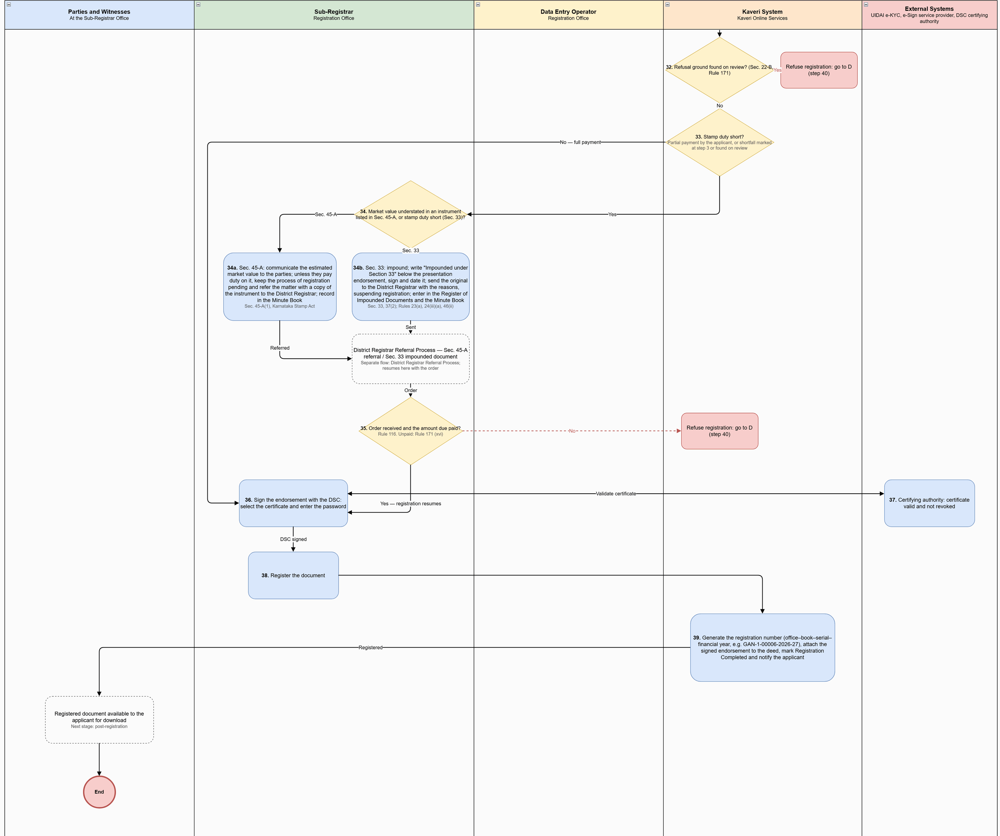 Parties and Witnesses
At the Sub-Registrar Office
Sub-Registrar
Registration Office
Data Entry Operator
Registration Office
Kaveri System
Kaveri Online Services
External Systems
UIDAI e-KYC, e-Sign service provider, DSC certifying
authority
32. Refusal ground found on review? (Sec. 22-B,
Rule 171)
Yes
Refuse registration: go to D
(step 40)
No
33. Stamp duty short?
Partial payment by the applicant, or shortfall marked
at step 3 or found on review
No — full payment
34. Market value understated in an instrument
listed in Sec. 45-A, or stamp duty short (Sec. 33)?
Sec. 45-A
Yes
Sec. 33
34a. Sec. 45-A: communicate the estimated
market value to the parties; unless they pay
duty on it, keep the process of registration
pending and refer the matter with a copy of
the instrument to the District Registrar; record
in the Minute Book
Sec. 45-A(1), Karnataka Stamp Act
34b. Sec. 33: impound; write "Impounded under
Section 33" below the presentation
endorsement, sign and date it; send the original
to the District Registrar with the reasons,
suspending registration; enter in the Register of
Impounded Documents and the Minute Book
Sec. 33, 37(2); Rules 23(a), 24(iii)(a), 46(ii)
Sent
Referred
District Registrar Referral Process — Sec. 45-A
referral / Sec. 33 impounded document
Separate flow: District Registrar Referral Process;
resumes here with the order
Order
35. Order received and the amount due paid?
Rule 116. Unpaid: Rule 171 (xvi)
No
Refuse registration: go to D
(step 40)
36. Sign the endorsement with the DSC:
select the certificate and enter the password
Validate certificate
Yes — registration resumes
37. Certifying authority: certificate
valid and not revoked
DSC signed
38. Register the document
39. Generate the registration number (office–book–serial–
financial year, e.g. GAN-1-00006-2026-27), attach the
signed endorsement to the deed, mark Registration
Completed and notify the applicant
Registered
Registered document available to the
applicant for download
Next stage: post-registration
End